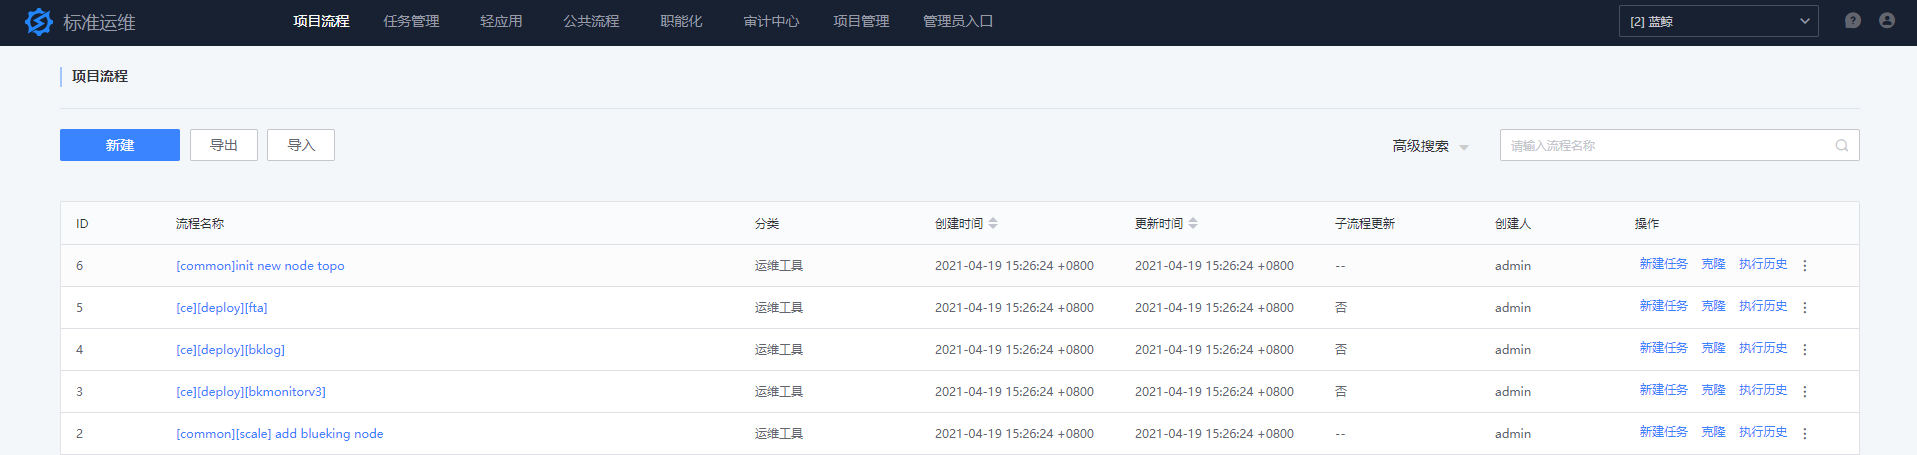 标准运维 项目流程 任务管理 轻应用 公共流程 职能化 审计中心 项目管理 管理员入口 [2] 蓝鲸
项目流程
新建 导出 导入 高级搜索 请输入流程名称
ID 流程名称 分类 创建时间 更新时间 子流程更新 创建人 操作
6 [common]init new node topo 运维工具 2021-04-19 15:26:24 +0800 2021-04-19 15:26:24 +0800 -- admin 新建任务 克隆 执行历史
5 [ce][deploy][fta] 运维工具 2021-04-19 15:26:24 +0800 2021-04-19 15:26:24 +0800 否 admin 新建任务 克隆 执行历史
4 [ce][deploy][bklog] 运维工具 2021-04-19 15:26:24 +0800 2021-04-19 15:26:24 +0800 否 admin 新建任务 克隆 执行历史
3 [ce][deploy][bkmonitorv3] 运维工具 2021-04-19 15:26:24 +0800 2021-04-19 15:26:24 +0800 否 admin 新建任务 克隆 执行历史
2 [common][scale] add blueking node 运维工具 2021-04-19 15:26:24 +0800 2021-04-19 15:26:24 +0800 -- admin 新建任务 克隆 执行历史